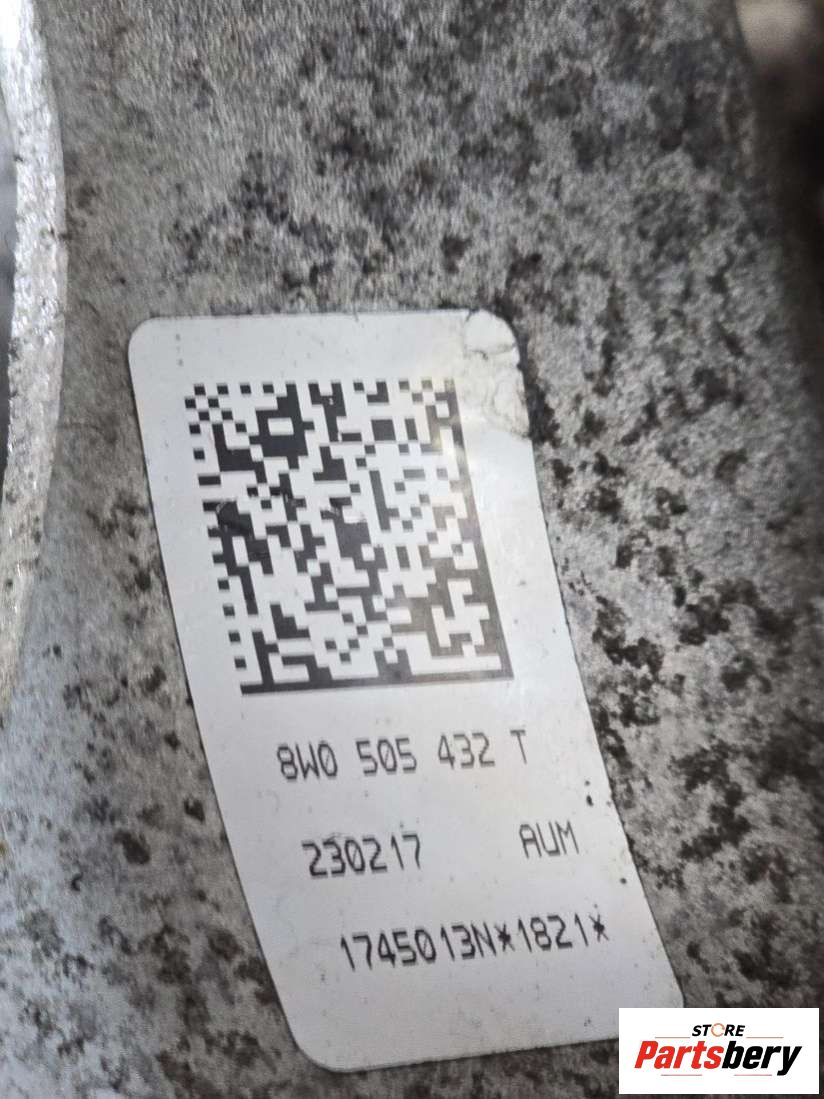 8W0 505 432 T
230217 AUM
1745013N*1821*
STORE
Partsbery